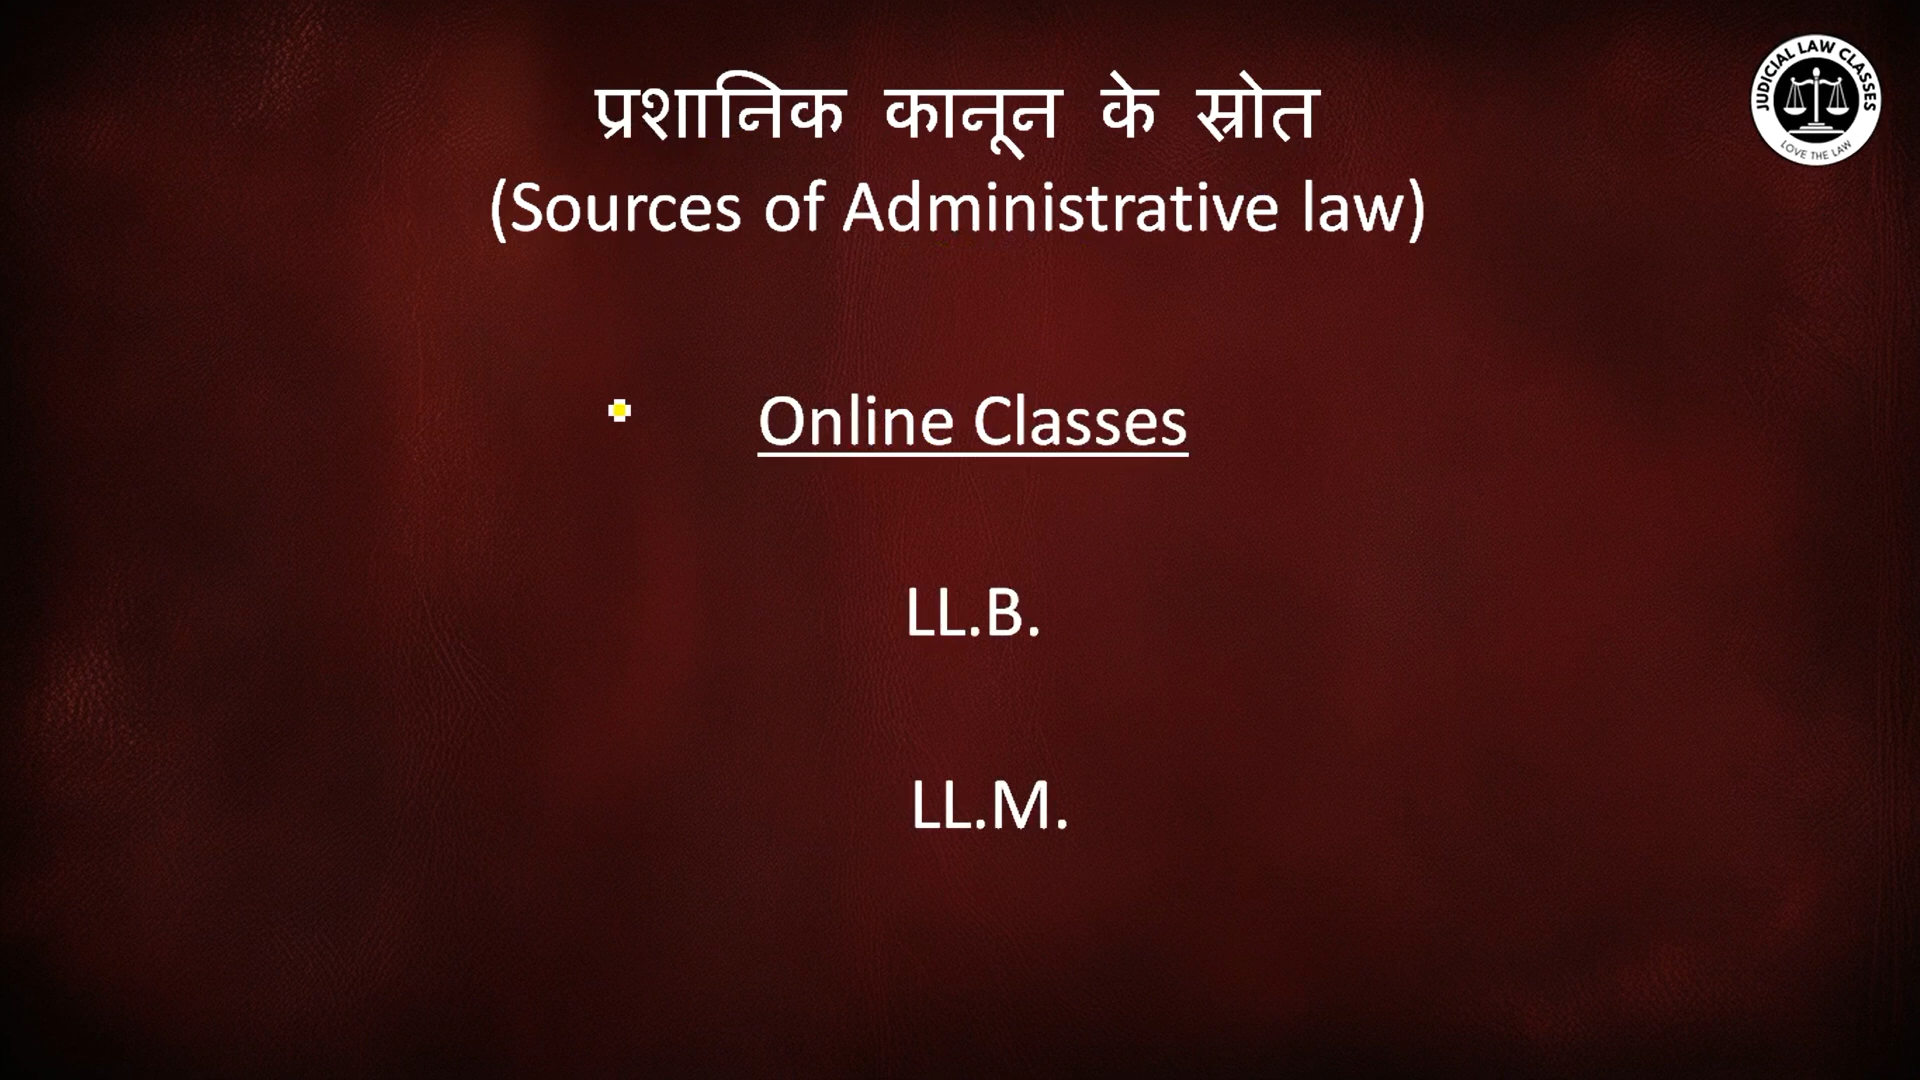 प्रशानिक कानून के स्रोत
(Sources of Administrative law)
JUDICIAL LAW CLASSES
LOVE THE LAW
Online Classes
LL.B.
LL.M.